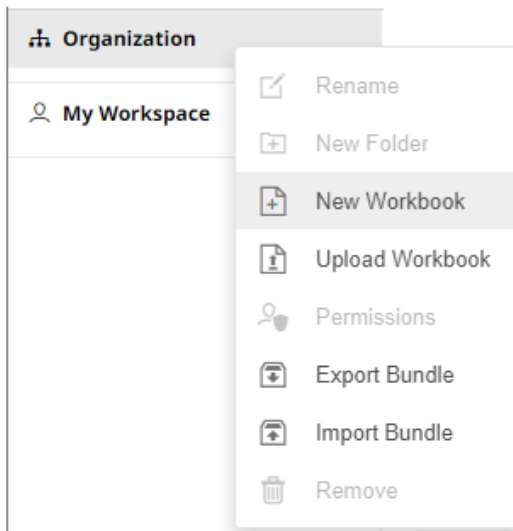 Organization
My Workspace
Rename
New Folder
New Workbook
Upload Workbook
Permissions
Export Bundle
Import Bundle
Remove